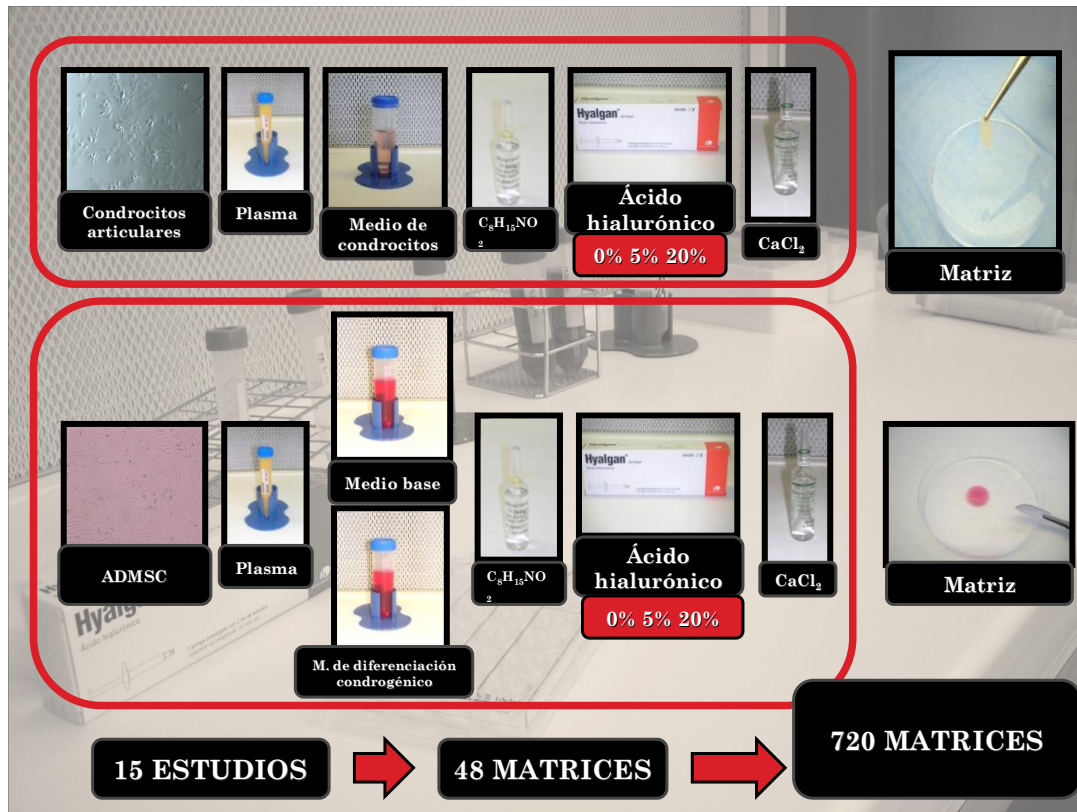 Hyalgan®
Condrocitos
articulares
Plasma
Medio de
condrocitos
C₈H₁₅NO
₂
Ácido
hialurónico
0% 5% 20%
CaCl₂
Matriz
Hyalgan®
ADMSC
Plasma
Medio base
M. de diferenciación
condrogénico
C₈H₁₅NO
₂
Ácido
hialurónico
0% 5% 20%
CaCl₂
Matriz
Hyalgan
Ácido hialurónico
15 ESTUDIOS
48 MATRICES
720 MATRICES